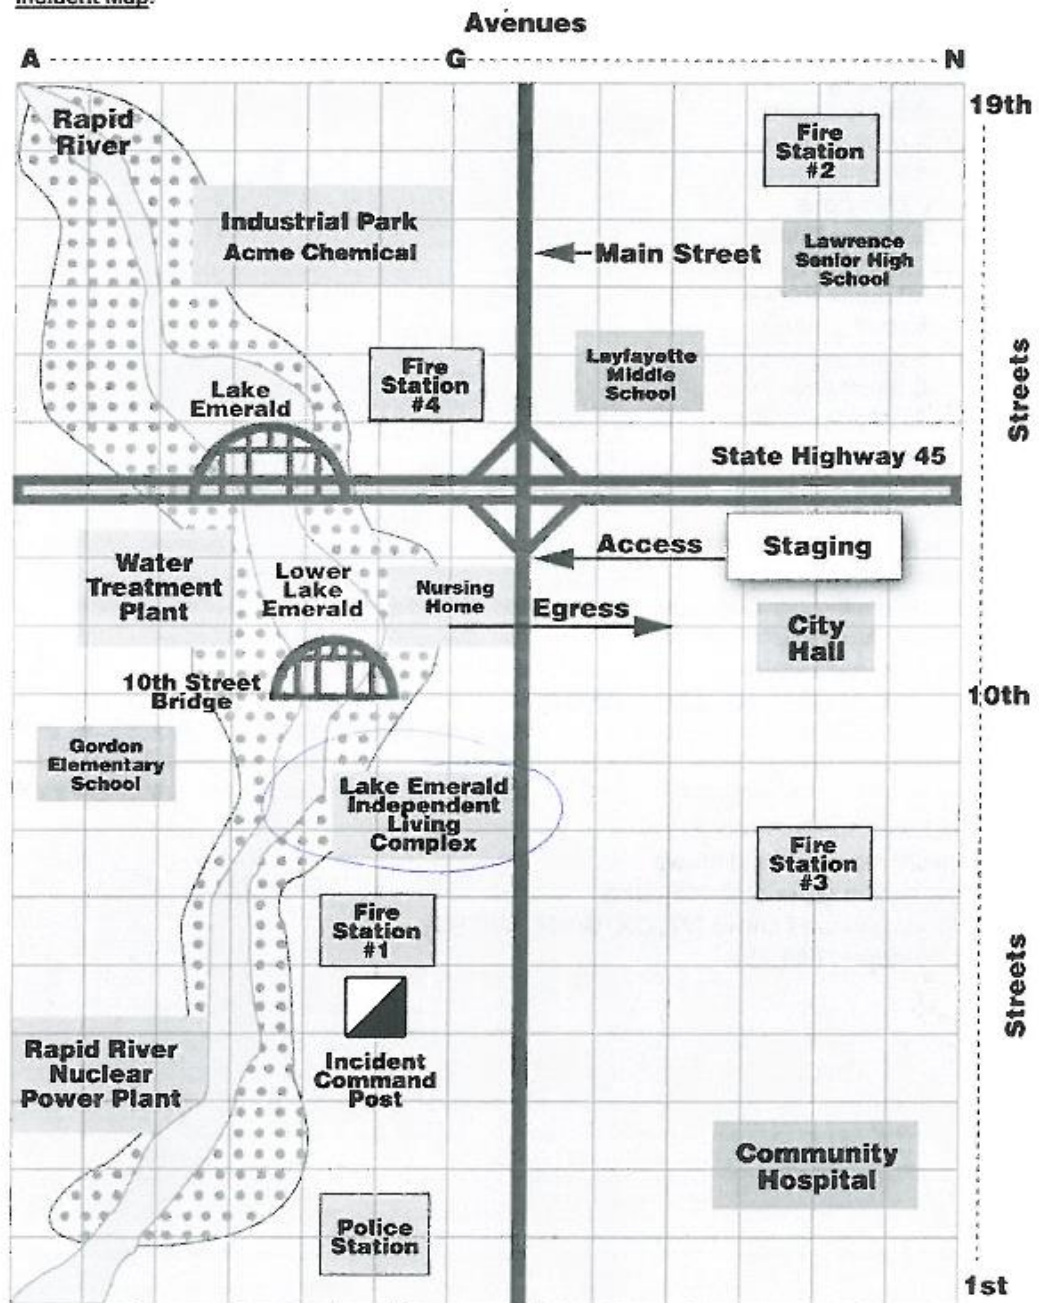 Incident Map:
Avenues
A G N
19th
Rapid
River
Fire
Station
#2
Industrial Park
Acme Chemical
Main Street
Lawrence
Senior High
School
Fire
Station
#4
Layfayette
Middle
School
Streets
Lake
Emerald
State Highway 45
Water
Treatment
Plant
Lower
Lake
Emerald
Nursing
Home
Access
Staging
Egress
City
Hall
10th Street
Bridge
10th
Gordon
Elementary
School
Lake Emerald
Independent
Living
Complex
Fire
Station
#3
Fire
Station
#1
Streets
Incident
Command
Post
Rapid River
Nuclear
Power Plant
Community
Hospital
Police
Station
1st